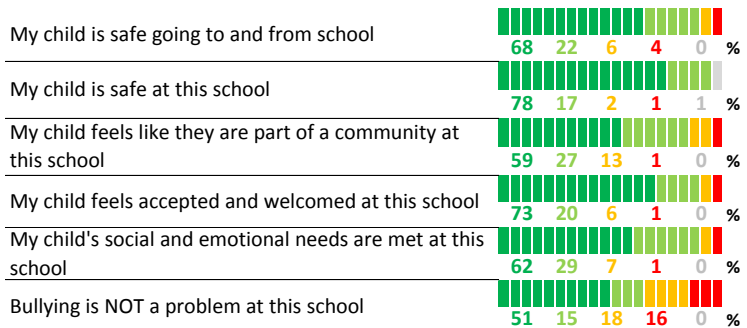 My child is safe going to and from school
68 22 6 4 0 %
My child is safe at this school
78 17 2 1 1 %
My child feels like they are part of a community at
this school
59 27 13 1 0 %
My child feels accepted and welcomed at this school
73 20 6 1 0 %
My child's social and emotional needs are met at this
school
62 29 7 1 0 %
Bullying is NOT a problem at this school
51 15 18 16 0 %